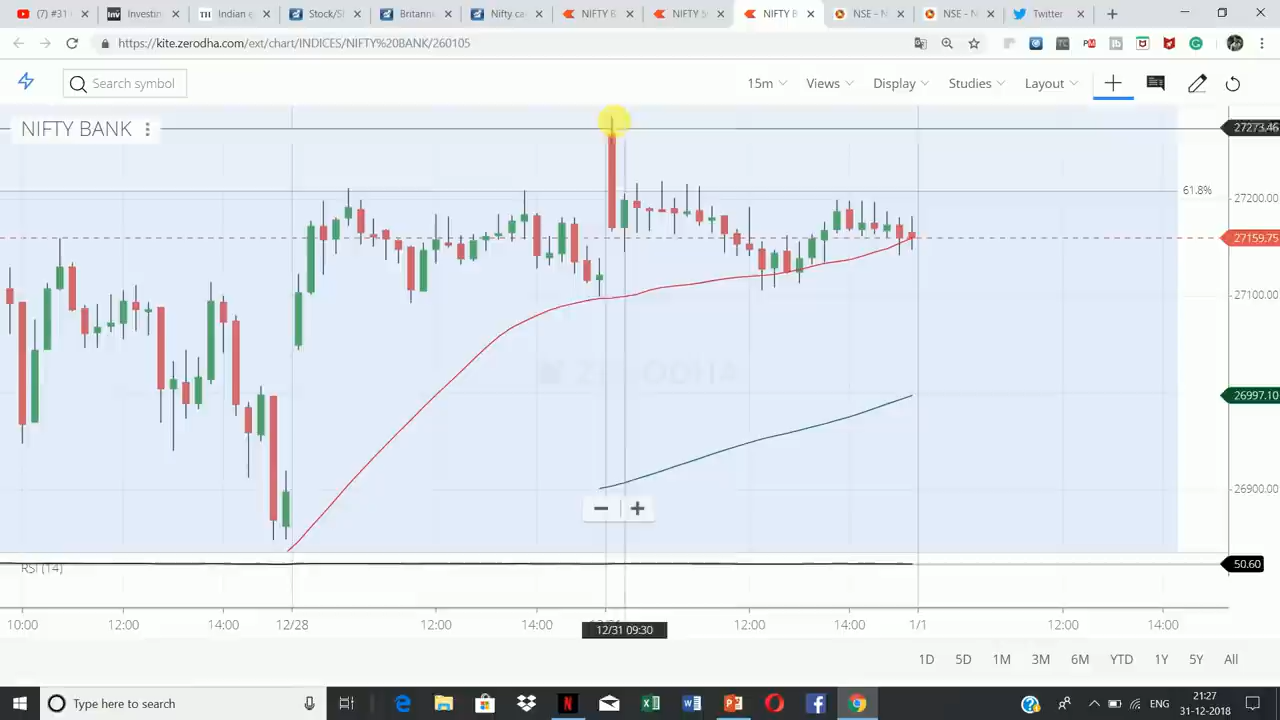 (7) #31
Investin
Indian e
Stock/S
Britanni
Nifty ca
NIFTY B
NIFTY 5
NIFTY B
NSE - N
NSE - N
Twitter
https://kite.zerodha.com/ext/chart/INDICES/NIFTY%20BANK/260105
Search symbol
15m
Views
Display
Studies
Layout
NIFTY BANK
27273.46
61.8%
27200.00
27159.75
27100.00
ZERODHA
26997.10
26900.00
RSI (14)
50.60
10:00
12:00
14:00
12/28
12:00
14:00
12/31 09:30
12:00
14:00
1/1
12:00
14:00
1D
5D
1M
3M
6M
YTD
1Y
5Y
All
Type here to search
ENG
21:27
31-12-2018